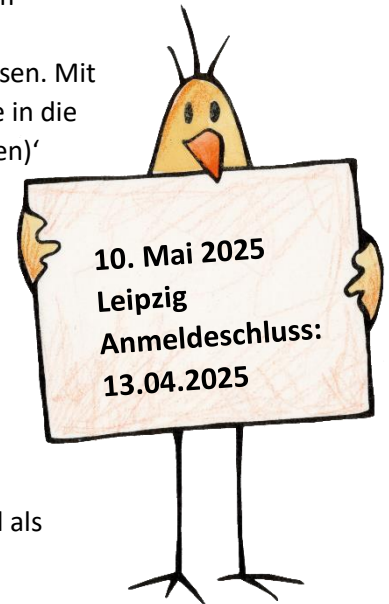 sen. Mit
e in die
en)‘
10. Mai 2025
Leipzig
Anmeldeschluss:
13.04.2025
als